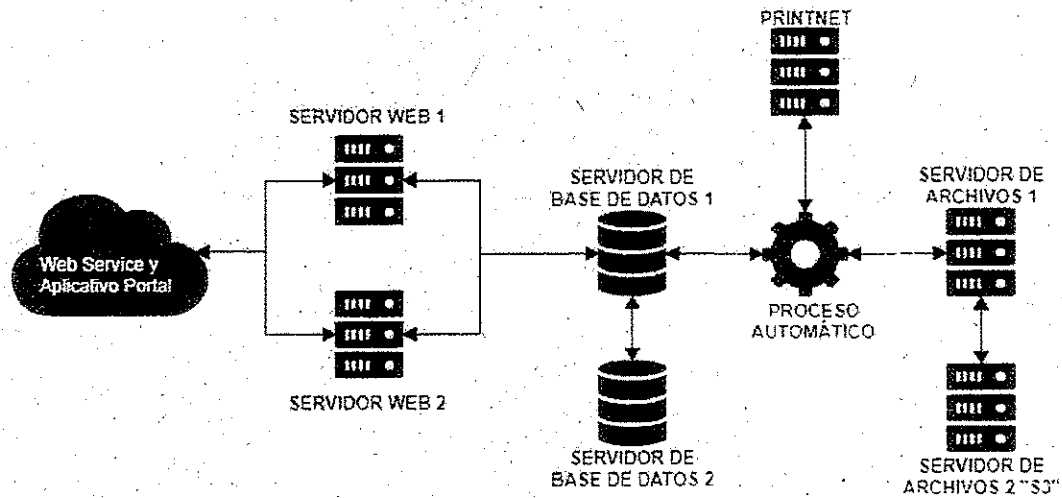 PRINTNET
SERVIDOR WEB 1
SERVIDOR DE
BASE DE DATOS 1
SERVIDOR DE
ARCHIVOS 1
Web Service y
Aplicativo Portal
PROCESO
AUTOMÁTICO
SERVIDOR WEB 2
SERVIDOR DE
BASE DE DATOS 2
SERVIDOR DE
ARCHIVOS 2 "S3"